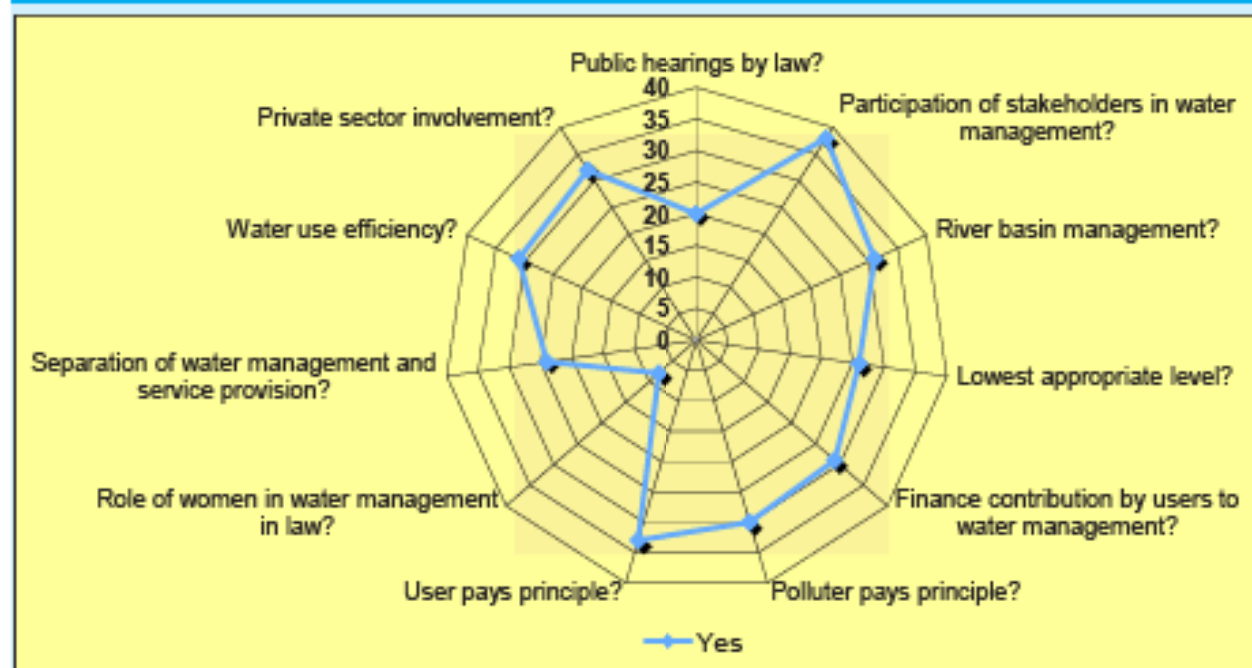 Public hearings by law?
40
35
30
25
20
15
10
5
0
Participation of stakeholders in water
management?
River basin management?
Lowest appropriate level?
Finance contribution by users to
water management?
Polluter pays principle?
User pays principle?
Role of women in water management
in law?
Separation of water management and
service provision?
Water use efficiency?
Private sector involvement?
Yes